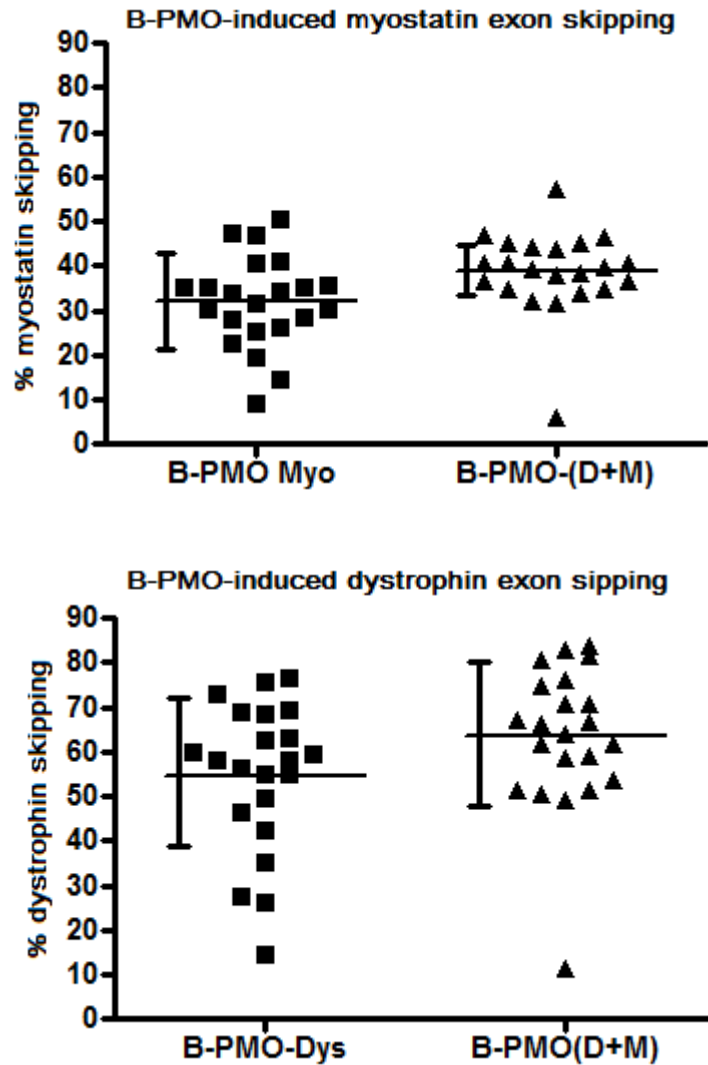 B-PMO-induced myostatin exon skipping
% myostatin skipping
90
80
70
60
50
40
30
20
10
0
B-PMO Myo
B-PMO-(D+M)
B-PMO-induced dystrophin exon sipping
% dystrophin skipping
90
80
70
60
50
40
30
20
10
0
B-PMO-Dys
B-PMO(D+M)